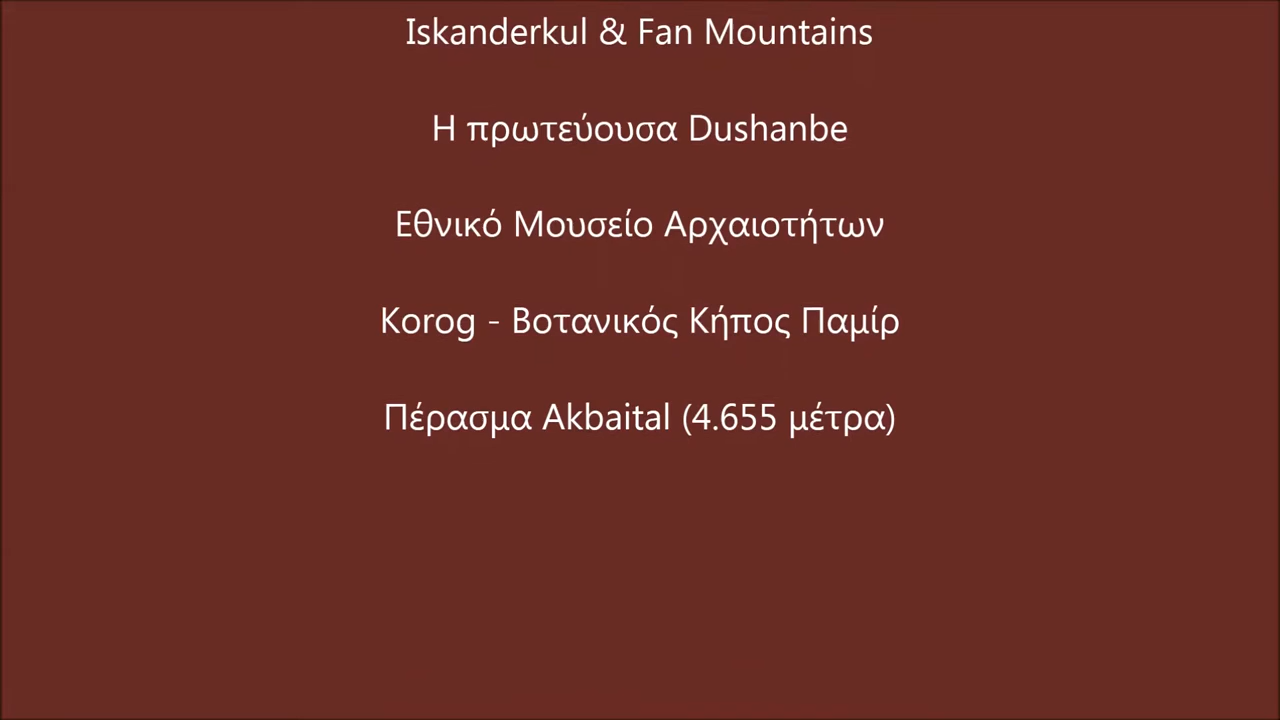 Iskanderkul & Fan Mountains
Η πρωτεύουσα Dushanbe
Εθνικό Μουσείο Αρχαιοτήτων
Korog - Βοτανικός Κήπος Παμίρ
Πέρασμα Akbaital (4.655 μέτρα)